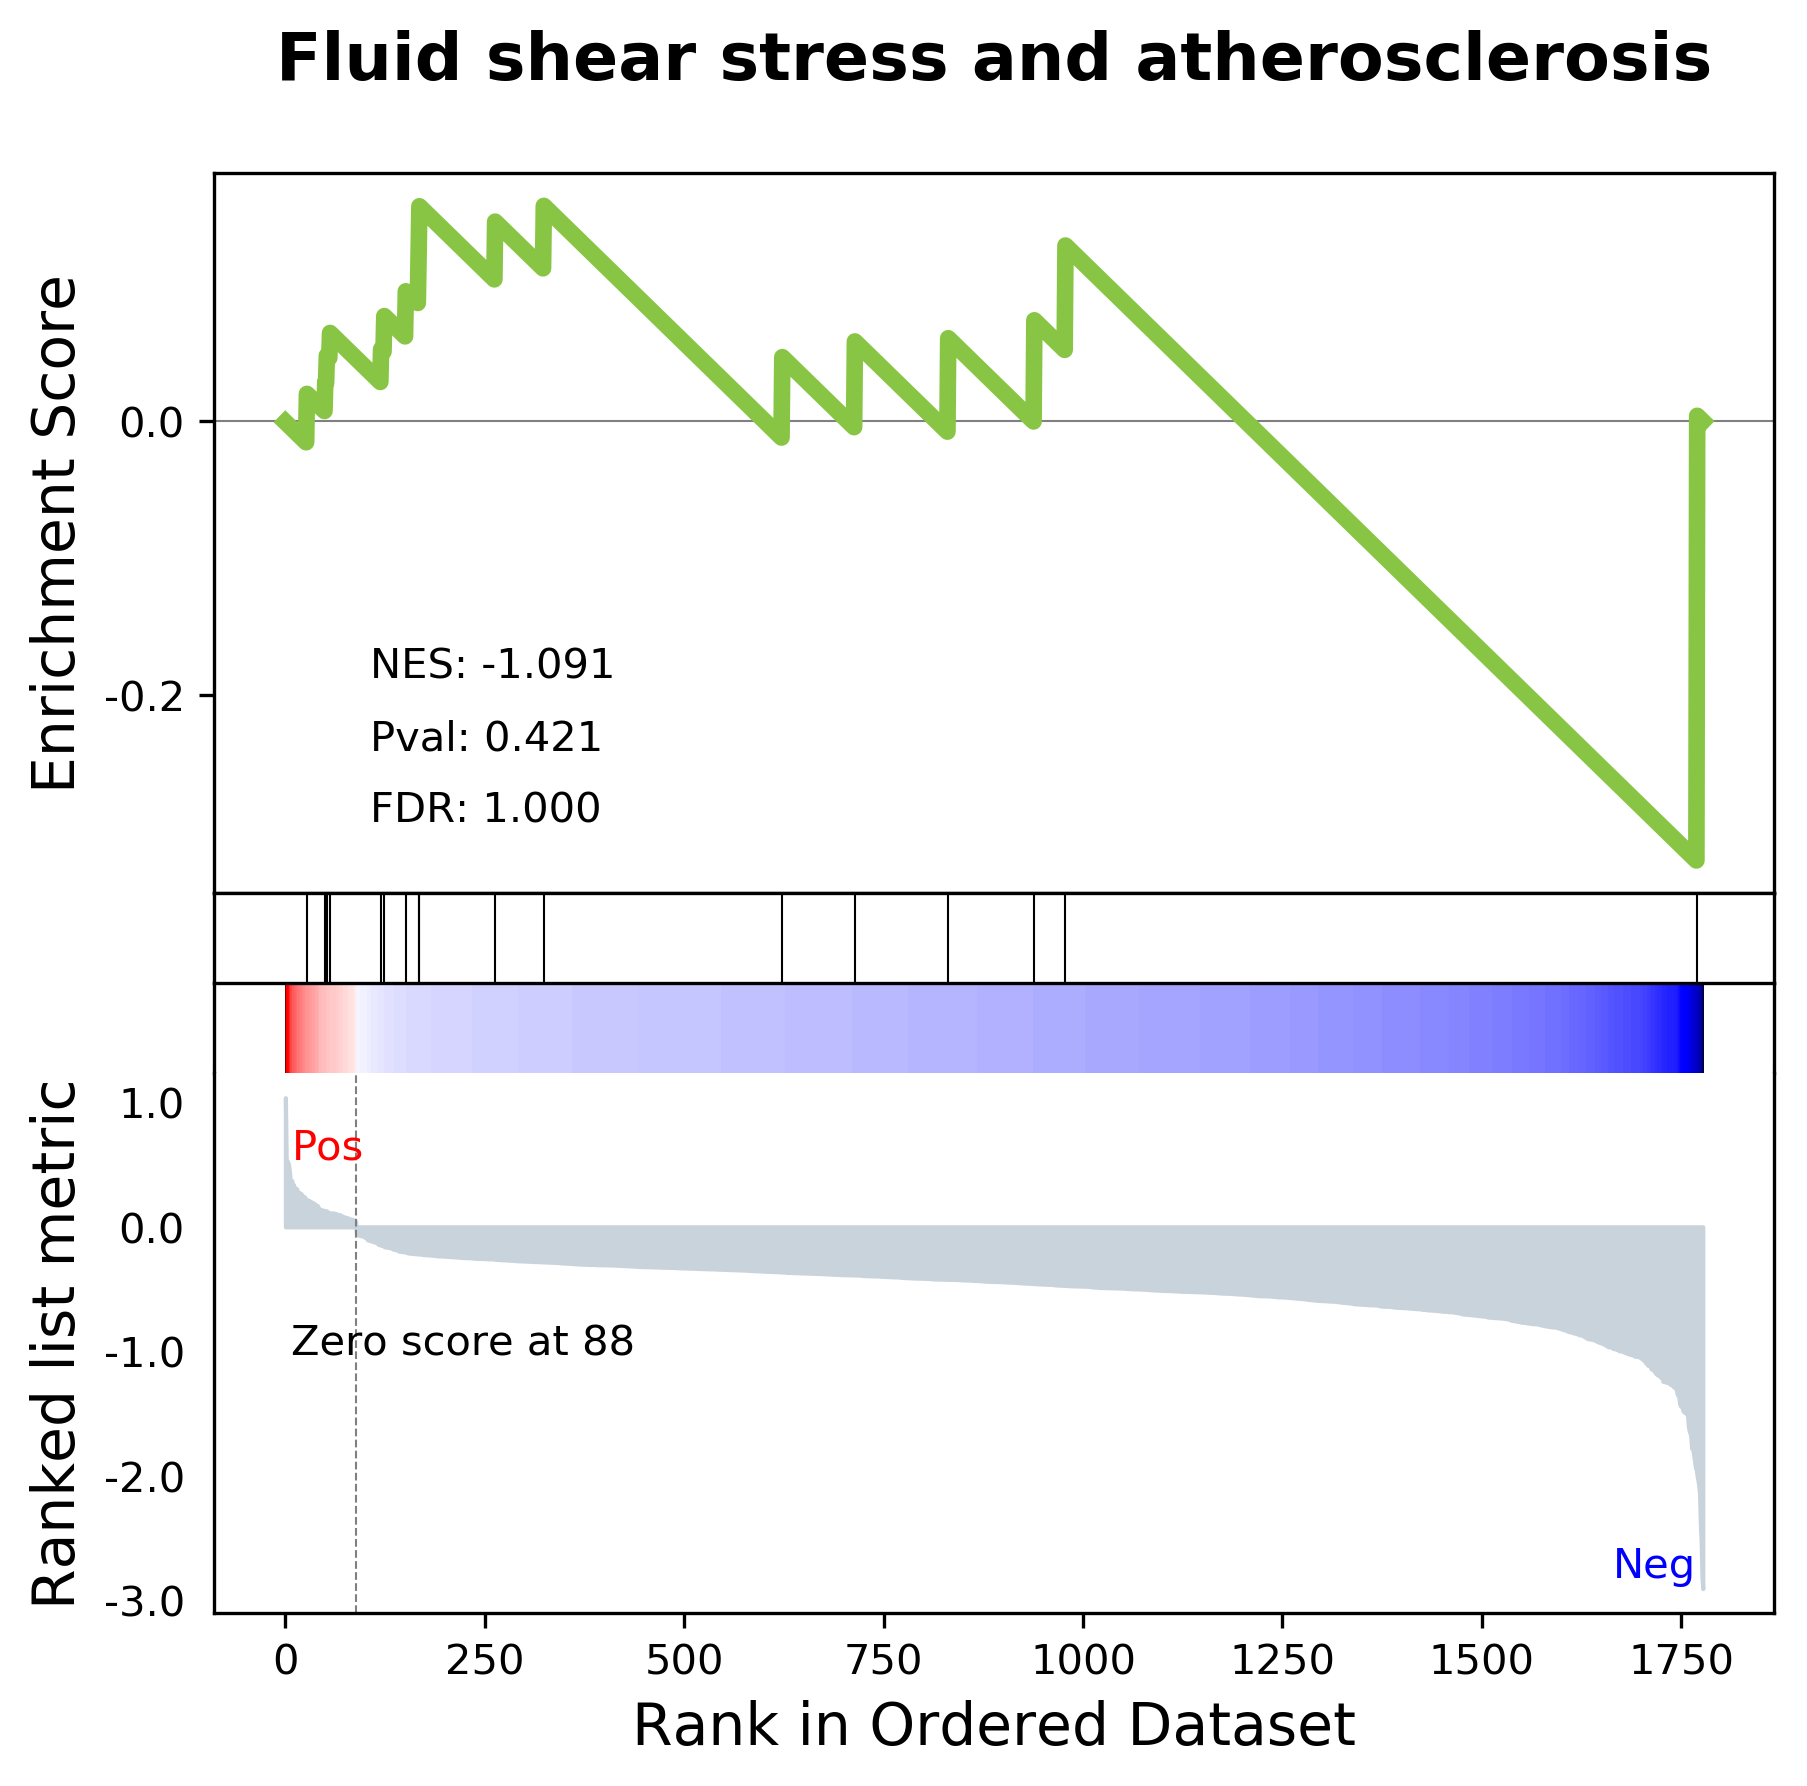 Fluid shear stress and atherosclerosis
Enrichment Score
0.0
-0.2
NES: -1.091
Pval: 0.421
FDR: 1.000
Ranked list metric
1.0
0.0
-1.0
-2.0
-3.0
Pos
Zero score at 88
Neg
0 250 500 750 1000 1250 1500 1750
Rank in Ordered Dataset